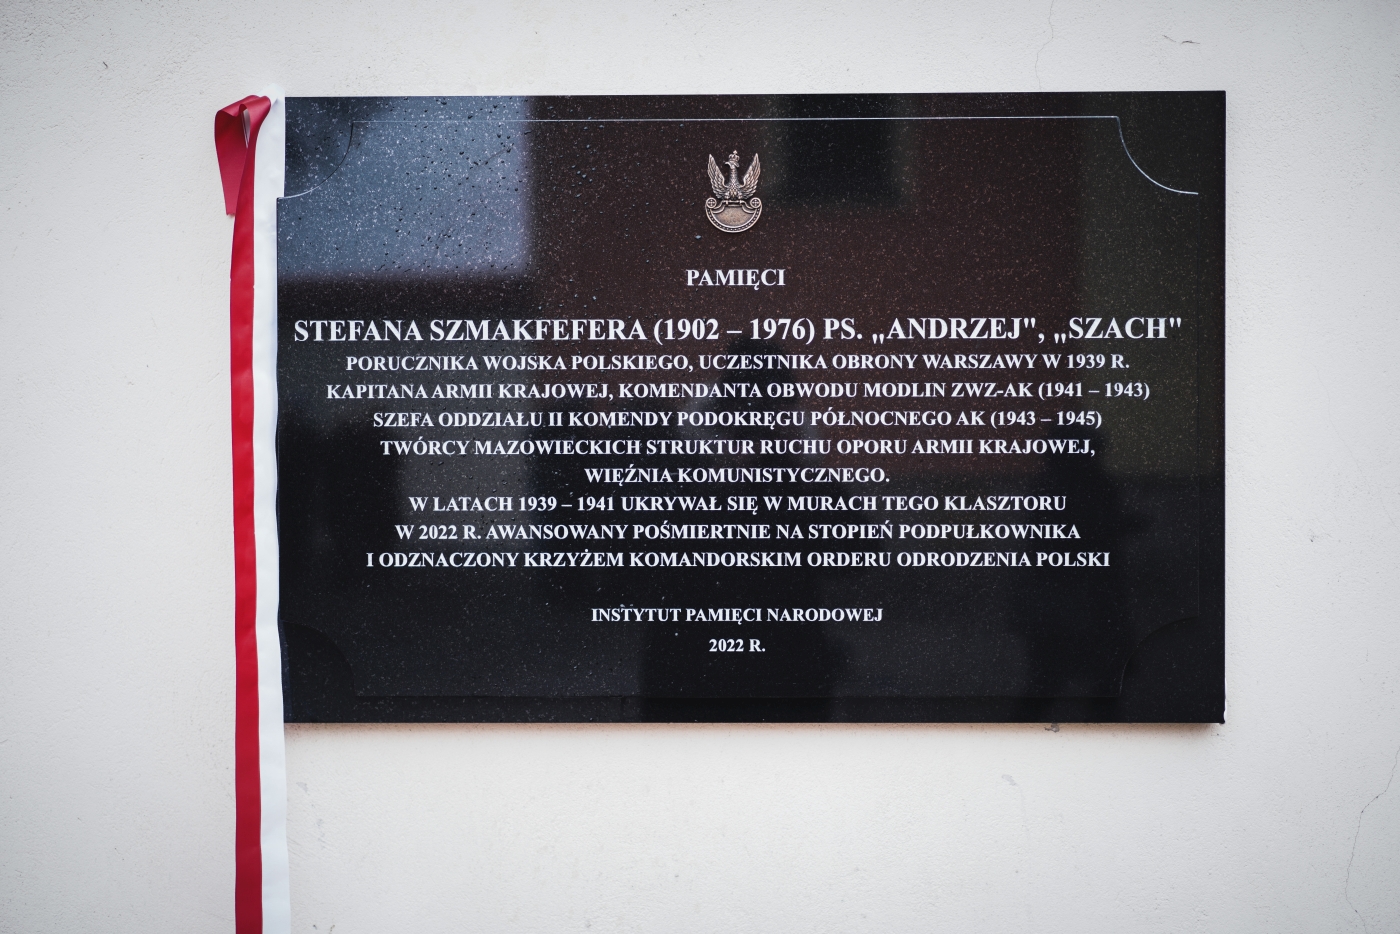 PAMIĘCI
STEFANA SZMAKFEFERA (1902 – 1976) PS. „ANDRZEJ", „SZACH"
PORUCZNIKA WOJSKA POLSKIEGO, UCZESTNIKA OBRONY WARSZAWY W 1939 R.
KAPITANA ARMII KRAJOWEJ, KOMENDANTA OBWODU MODLIN ZWZ-AK (1941 – 1943)
SZEFA ODDZIAŁU II KOMENDY PODOKRĘGU PÓŁNOCNEGO AK (1943 – 1945)
TWÓRCY MAZOWIECKICH STRUKTUR RUCHU OPORU ARMII KRAJOWEJ,
WIĘŹNIA KOMUNISTYCZNEGO.
W LATACH 1939 – 1941 UKRYWAŁ SIĘ W MURACH TEGO KLASZTORU
W 2022 R. AWANSOWANY POŚMIERTNIE NA STOPIEŃ PODPUŁKOWNIKA
I ODZNACZONY KRZYŻEM KOMANDORSKIM ORDERU ODRODZENIA POLSKI
INSTYTUT PAMIĘCI NARODOWEJ
2022 R.